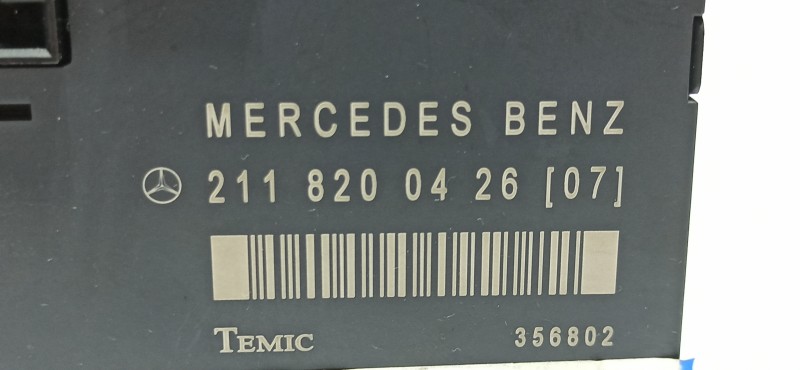 MERCEDES BENZ
211 820 04 26 [07]
TEMIC 356802